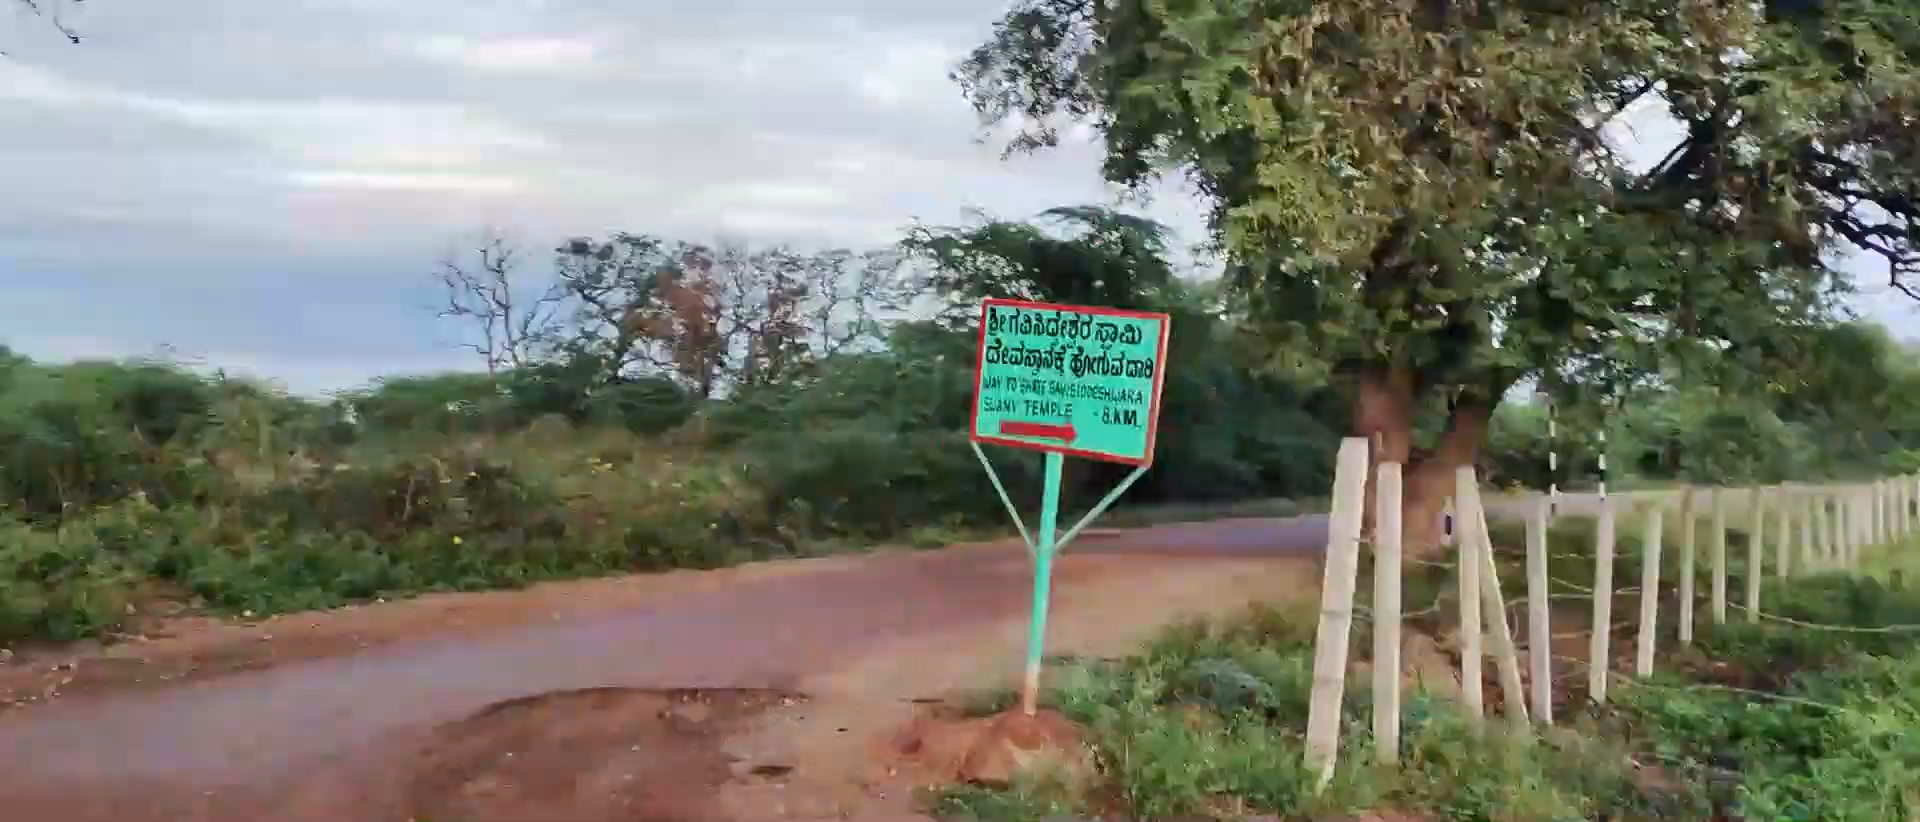 ಶ್ರೀ ಗವಿಸಿದ್ದೇಶ್ವರ ಸ್ವಾಮಿ
ದೇವಸ್ಥಾನಕ್ಕೆ ಹೋಗುವ ದಾರಿ
WAY TO SHREE GAVISIDDESHWARA
SWAMY TEMPLE - 8.KM.